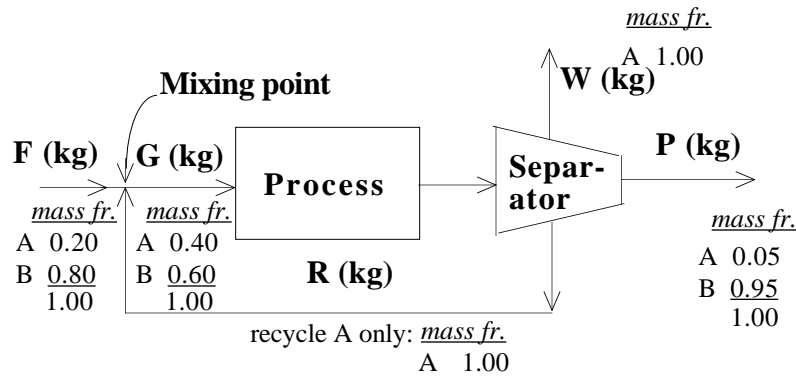 mass fr.
A 1.00
W (kg)
Mixing point
F (kg)
G (kg)
Process
Separ-
ator
P (kg)
mass fr.
A 0.20
B 0.80
1.00
mass fr.
A 0.40
B 0.60
1.00
R (kg)
mass fr.
A 0.05
B 0.95
1.00
recycle A only: mass fr.
A 1.00